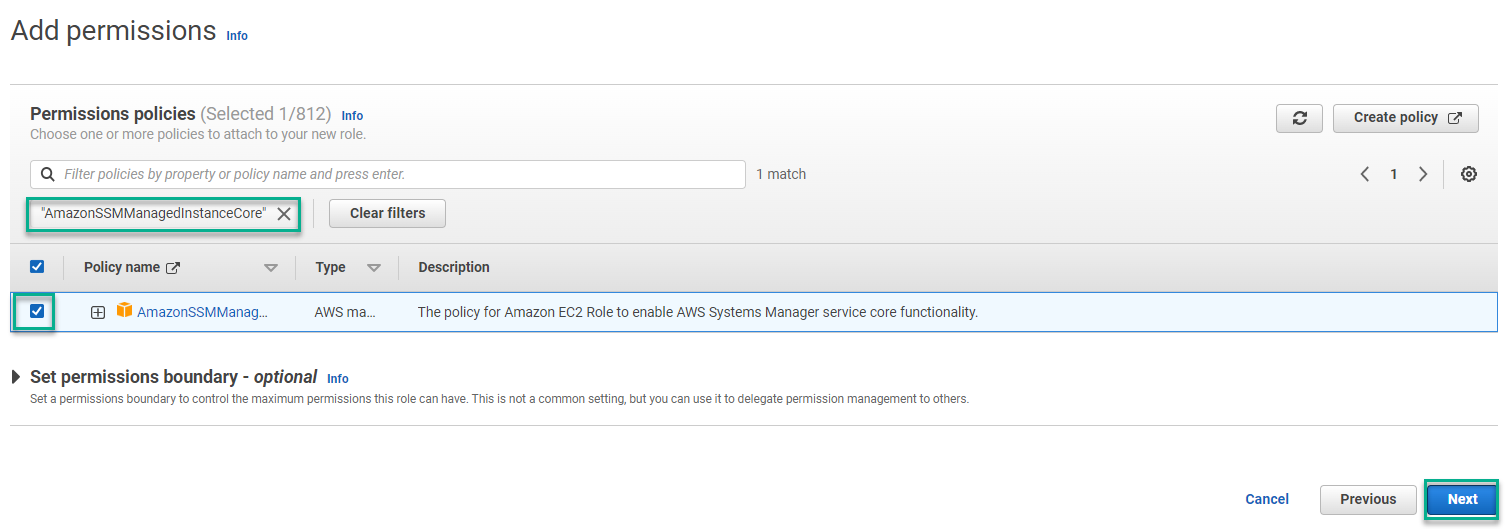 Add permissions Info
Permissions policies (Selected 1/812) Info
Choose one or more policies to attach to your new role.
Create policy
Filter policies by property or policy name and press enter.
1 match
1
"AmazonSSMManagedInstanceCore"
Clear filters
Policy name Type Description
AmazonSSMManag... AWS ma... The policy for Amazon EC2 Role to enable AWS Systems Manager service core functionality.
Set permissions boundary - optional Info
Set a permissions boundary to control the maximum permissions this role can have. This is not a common setting, but you can use it to delegate permission management to others.
Cancel Previous Next